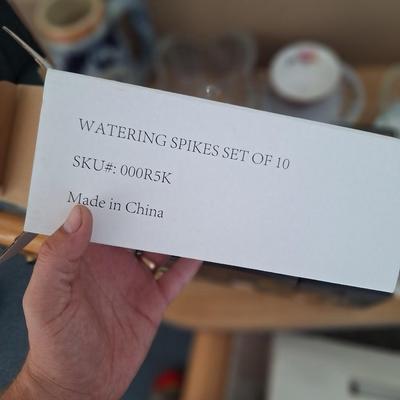 WATERING SPIKES SET OF 10
SKU#: 000R5K
Made in China